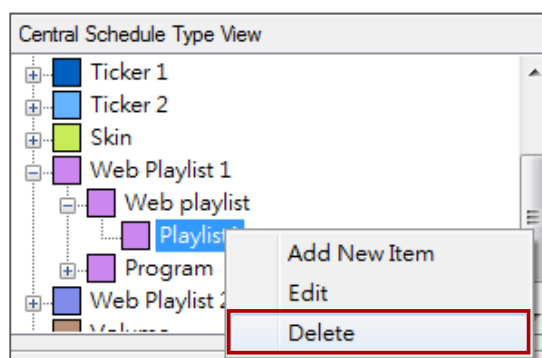 Central Schedule Type View
Ticker 1
Ticker 2
Skin
Web Playlist 1
Web playlist
Playlist
Program
Web Playlist
Add New Item
Edit
Delete